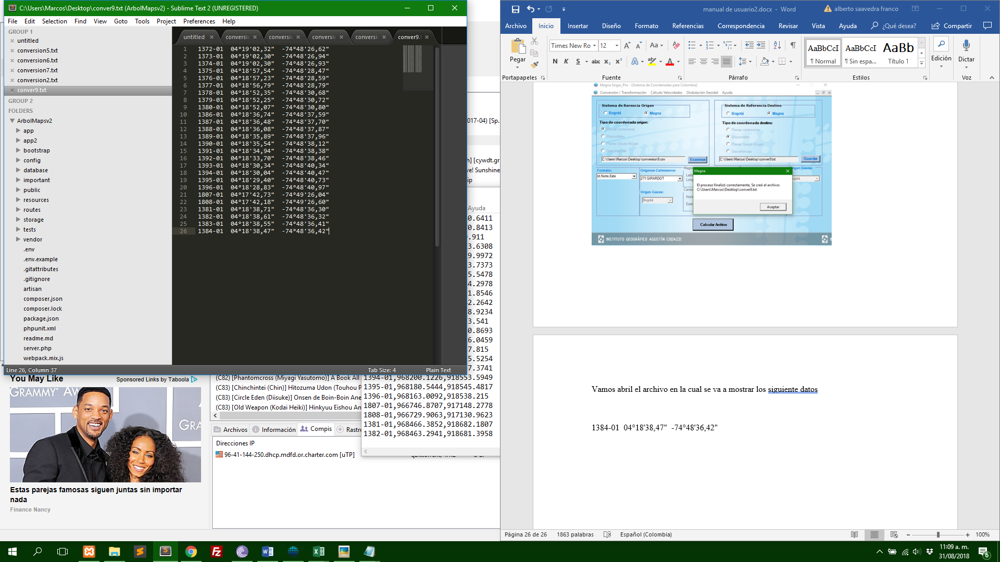 C:\Users\Marcos\Desktop\conver9.txt (ArbolMapsv2) - Sublime Text 2 (UNREGISTERED)
File Edit Selection Find View Goto Tools Project Preferences Help
GROUP 1
untitled
conversion5.txt
conversion6.txt
conversion7.txt
conversion2.txt
conver9.txt
GROUP 2
FOLDERS
ArbolMapsv2
app
app2
bootstrap
config
database
important
public
resources
routes
storage
tests
vendor
.env
.env.example
.gitattributes
.gitignore
artisan
composer.json
composer.lock
package.json
phpunit.xml
readme.md
server.php
webpack.mix.js
untitled conversic conversic conversic conversic conver9.t
1 1372-01 04°19'02,32" -74°48'26,62"
2 1373-01 04°19'02,30" -74°48'26,94"
3 1374-01 04°19'02,30" -74°48'26,93"
4 1375-01 04°18'57,54" -74°48'28,47"
5 1376-01 04°18'57,23" -74°48'28,59"
6 1377-01 04°18'56,79" -74°48'28,79"
7 1378-01 04°18'52,35" -74°48'30,68"
8 1379-01 04°18'52,25" -74°48'30,72"
9 1380-01 04°18'52,07" -74°48'30,80"
10 1386-01 04°18'36,74" -74°48'37,59"
11 1387-01 04°18'36,48" -74°48'37,70"
12 1388-01 04°18'36,08" -74°48'37,87"
13 1389-01 04°18'35,89" -74°48'37,96"
14 1390-01 04°18'35,54" -74°48'38,12"
15 1391-01 04°18'34,94" -74°48'38,38"
16 1392-01 04°18'33,70" -74°48'38,46"
17 1393-01 04°18'30,34" -74°48'40,34"
18 1394-01 04°18'30,04" -74°48'40,47"
19 1395-01 04°18'29,40" -74°48'40,73"
20 1396-01 04°18'28,83" -74°48'40,97"
21 1807-01 04°17'42,73" -74°49'26,04"
22 1808-01 04°17'42,18" -74°49'26,60"
23 1381-01 04°18'38,71" -74°48'36,30"
24 1382-01 04°18'38,61" -74°48'36,32"
25 1383-01 04°18'38,55" -74°48'36,41"
26 1384-01 04°18'38,47" -74°48'36,42"
Line 26, Column 37 Tab Size: 4 Plain Text
017-04) [Sp.
] [cywdt.gr
e! Sunshine
ip
Ayuda
0.6411
0.8413
.911
3.6308
9.9972
3.7373
5.5478
4.2978
1.8546
2.2642
8.9234
3.541
0.8693
6.0459
7.815
5.5254
7.3741
1394-01,968200.1226,918553.5949
1395-01,968180.5444,918545.4817
1396-01,968163.0092,918538.215
1807-01,966746.8707,917148.2778
1808-01,966729.9063,917130.9623
1381-01,968466.3852,918682.1807
1382-01,968463.2941,918681.3958
You May Like Sponsored Links by Taboola
GRAMMY AW
GRA
Estas parejas famosas siguen juntas sin importar
nada
Finance Nancy
(C82) [Phantomcross (Miyagi Yasutomo)] A Book All
(C83) [Chinchintei (Chin)] Hitozuma Udon (Touhou P
(C83) [Circle Eden (Diisuke)] Onsen de Boin-Boin Ane
(C83) [Old Weapon (Kodai Heiki)] Hinkyuu Eishou An
Archivos Información Compis Rastre
Direcciones IP
96-41-144-250.dhcp.mdfd.or.charter.com [uTP]
manual de usuario2.docx - Word alberto saavedra franco
Archivo Inicio Insertar Diseño Formato Referencias Correspondencia Revisar Vista Ayuda ¿Qué desea? Compartir
Pegar
Portapapeles
Times New Ro 12 Aa
N K S abc x₂ x²
Fuente
Párrafo
AaBbCcI AaBbCcI AaBb
¶ Normal ¶ Sin espa... Título 1
Estilos
Edición
Dictar
Voz
Magna Sirgas_Pro - [Sistema de Coordenadas para Colombia]
Conversión / Transformación Cálculo Velocidades Ondulación Geoidal Ayuda
Sistema de Rerencia Origen Sistema de Referencia Destino
Bogotá Magna Bogotá Magna
Tipo de coordenada origen: Tipo de coordenada destino:
Planas cartesianas Planas cartesianas
Elipsoidales Elipsoidales
Planas Gauss-Krüger Planas Gauss-Krüger
Geocéntricas Geocéntricas
C:\Users\Marcos\Desktop\conversion9.csv Examinar C:\Users\Marcos\Desktop\conver9.txt Guardar
Formato:
Id,Norte,Este
Orígenes Cartesianos:
271 GIRARDOT
Origen Gauss:
Bogotá
Magna
El proceso finalizó correctamente, Se creó el archivo:
C:\Users\Marcos\Desktop\conver9.txt
Aceptar
Calcular Archivo
INSTITUTO GEOGRÁFICO AGUSTÍN CODAZZI
Vamos abril el archivo en la cual se va a mostrar los siguiente datos
1384-01 04°18'38,47" -74°48'36,42"
Página 26 de 26 1863 palabras Español (Colombia) 100%
11:09 a. m.
31/08/2018
6